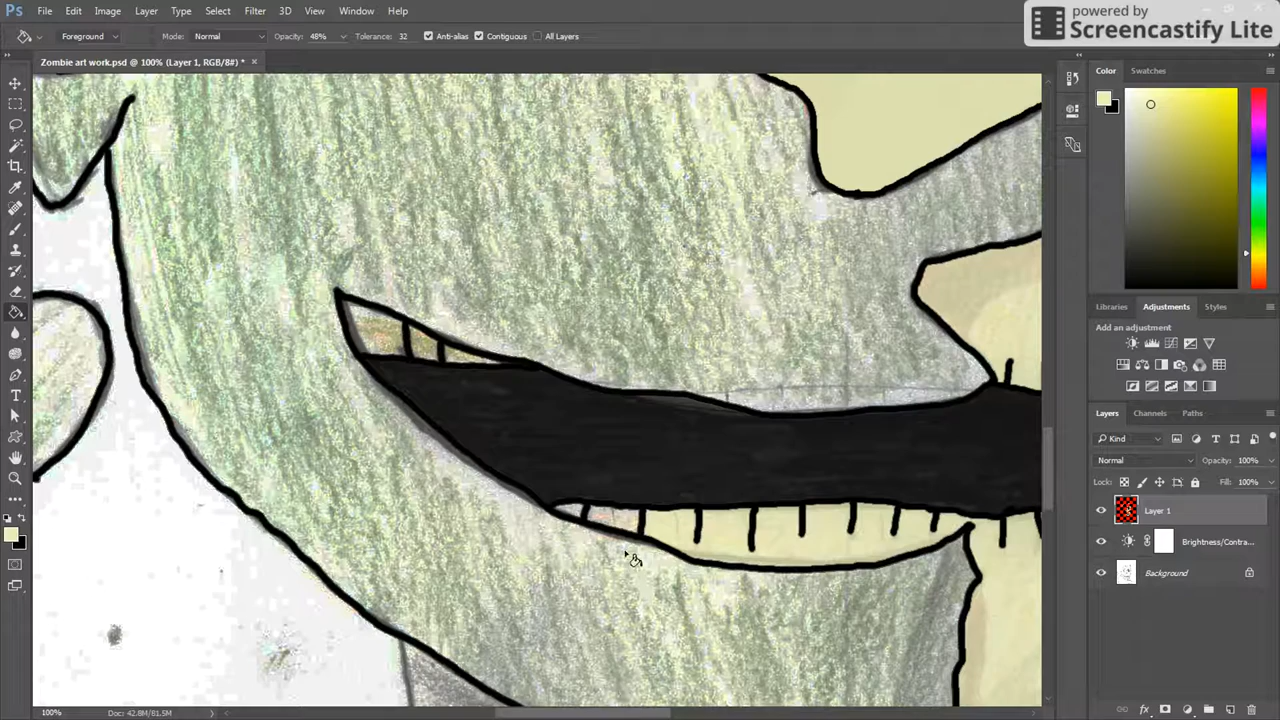 powered by
Screencastify Lite
Ps File Edit Image Layer Type Select Filter 3D View Window Help
Foreground Mode: Normal Opacity: 48% Tolerance: 32 Anti-alias Contiguous All Layers
Zombie art work.psd @ 100% (Layer 1, RGB/8#) * ×
Color Swatches
Libraries Adjustments Styles
Add an adjustment
Layers Channels Paths
Kind
Normal Opacity: 100%
Lock: Fill: 100%
Layer 1
Brightness/Contra...
Background
fx
100% Doc: 42.8M/81.5M